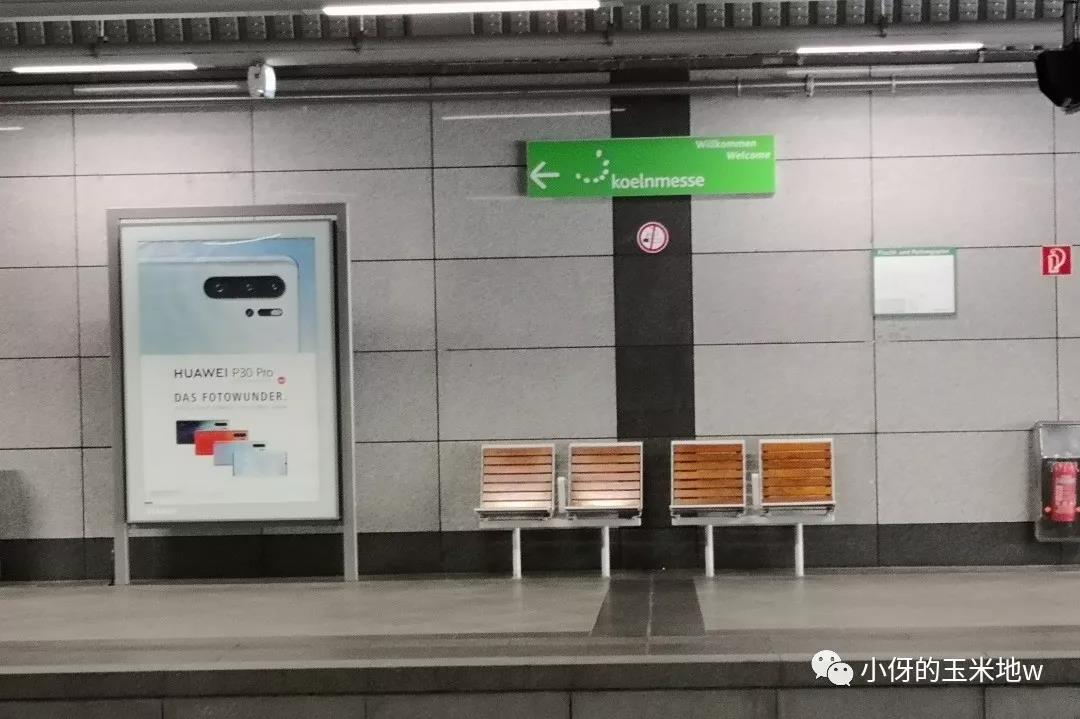 Willkommen
Welcome
koelnmesse
HUAWEI P30 Pro
DAS FOTOWUNDER.
小伢的玉米地w